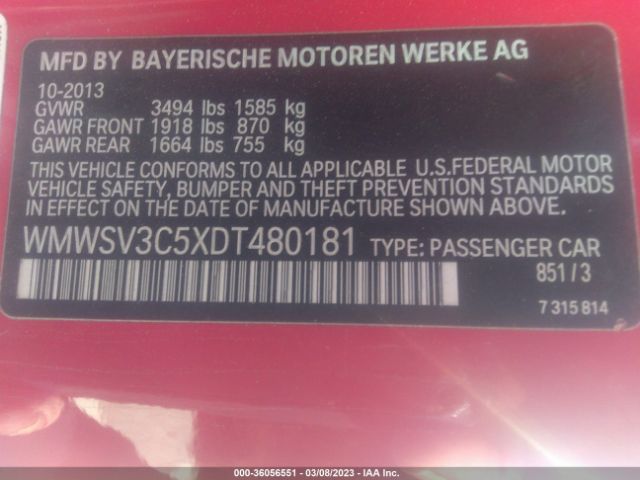 MFD BY BAYERISCHE MOTOREN WERKE AG
10-2013
GVWR 3494 lbs 1585 kg
GAWR FRONT 1918 lbs 870 kg
GAWR REAR 1664 lbs 755 kg
THIS VEHICLE CONFORMS TO ALL APPLICABLE U.S.FEDERAL MOTOR
VEHICLE SAFETY, BUMPER AND THEFT PREVENTION STANDARDS
IN EFFECT ON THE DATE OF MANUFACTURE SHOWN ABOVE.
WMWSV3C5XDT480181 TYPE: PASSENGER CAR
851/3
7 315 814
000-36056551 | 03/08/2023 - IAA Inc.